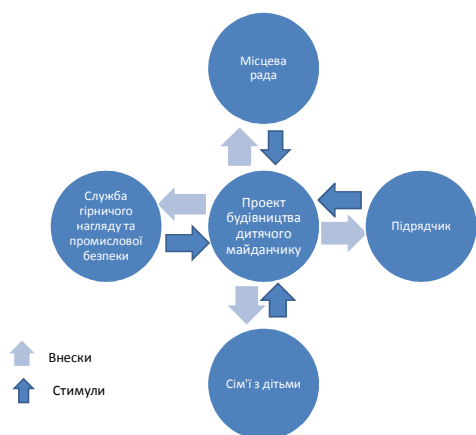 Місцева
рада
Служба
гірничого
нагляду та
промислової
безпеки
Проект
будівництва
дитячого
майданчику
Підрядчик
Сім'ї з дітьми
Внески
Стимули